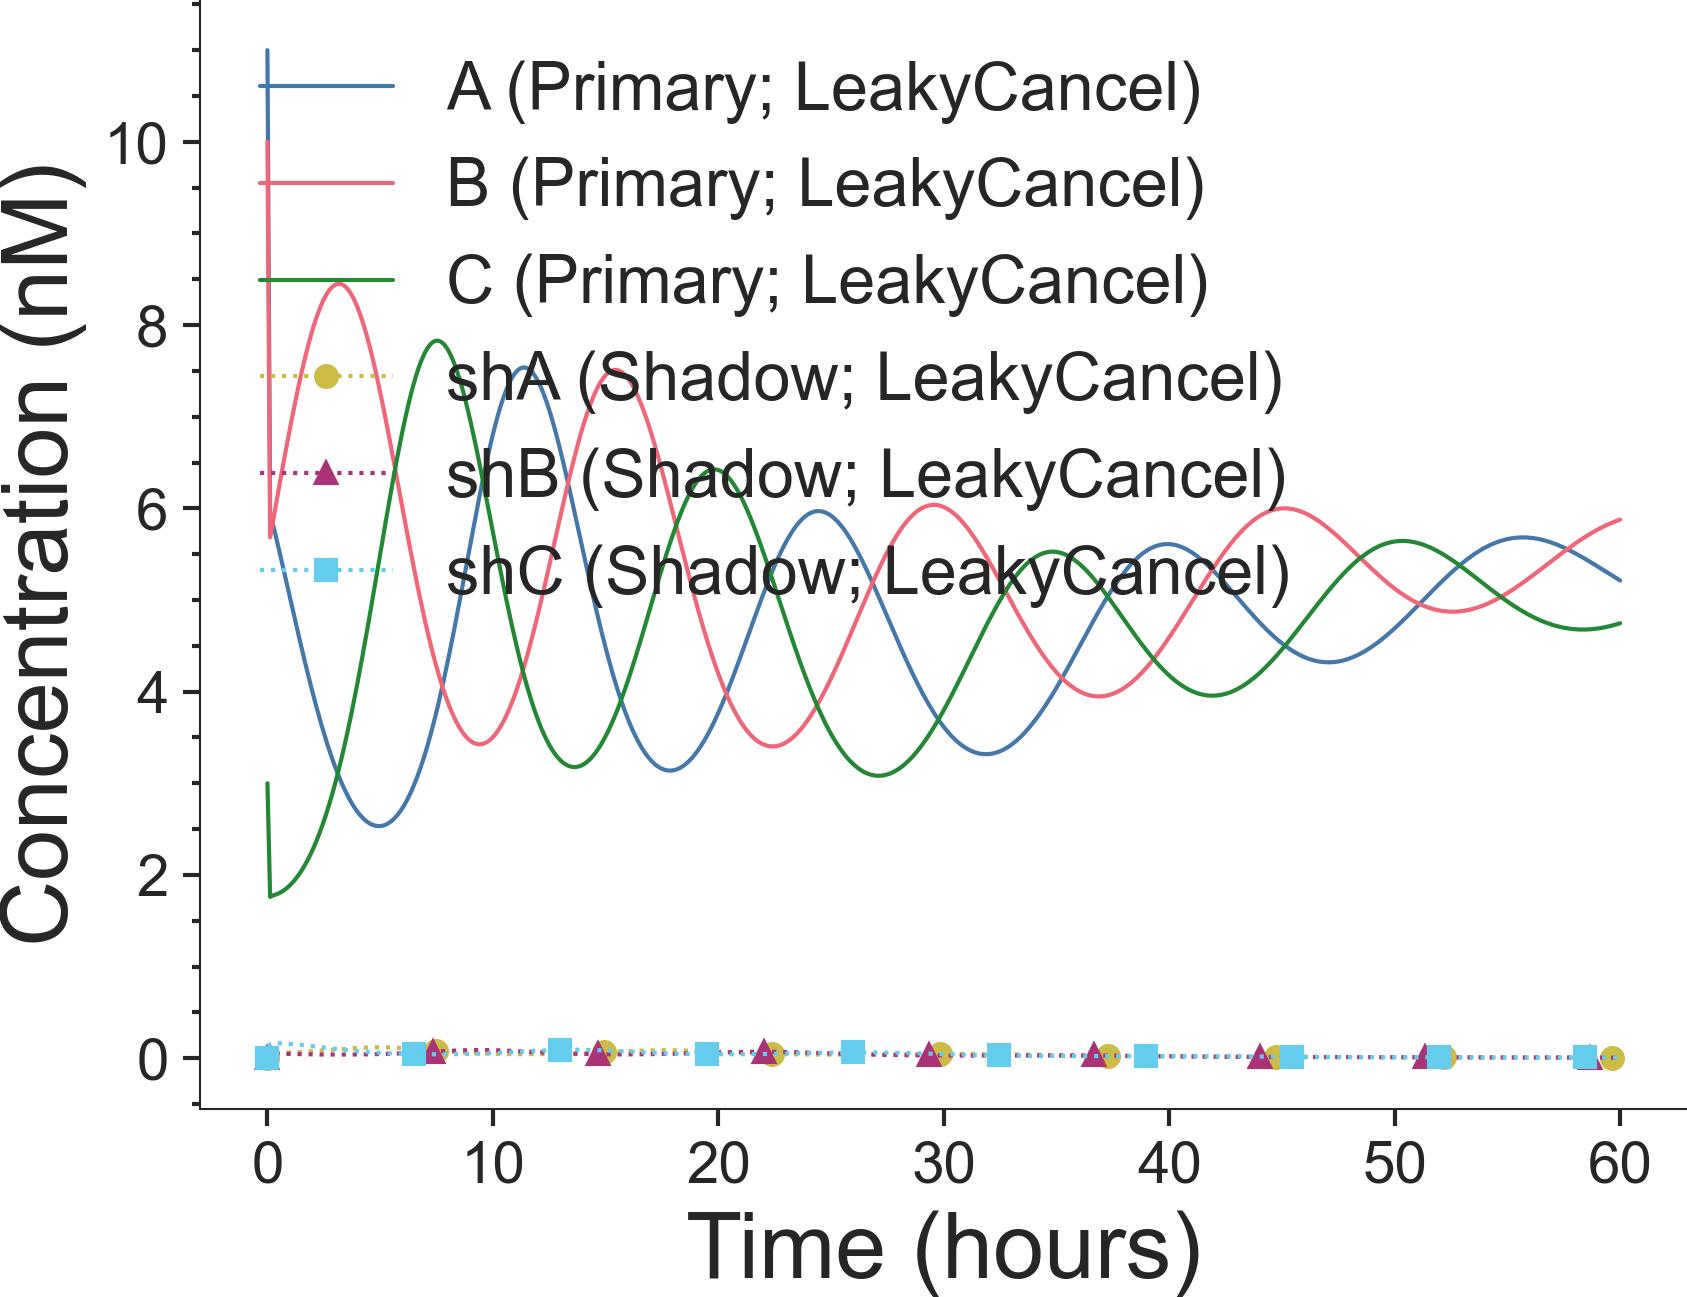 Concentration (nM)
10
8
6
4
2
0
A (Primary; LeakyCancel)
B (Primary; LeakyCancel)
C (Primary; LeakyCancel)
shA (Shadow; LeakyCancel)
shB (Shadow; LeakyCancel)
shC (Shadow; LeakyCancel)
0 10 20 30 40 50 60
Time (hours)